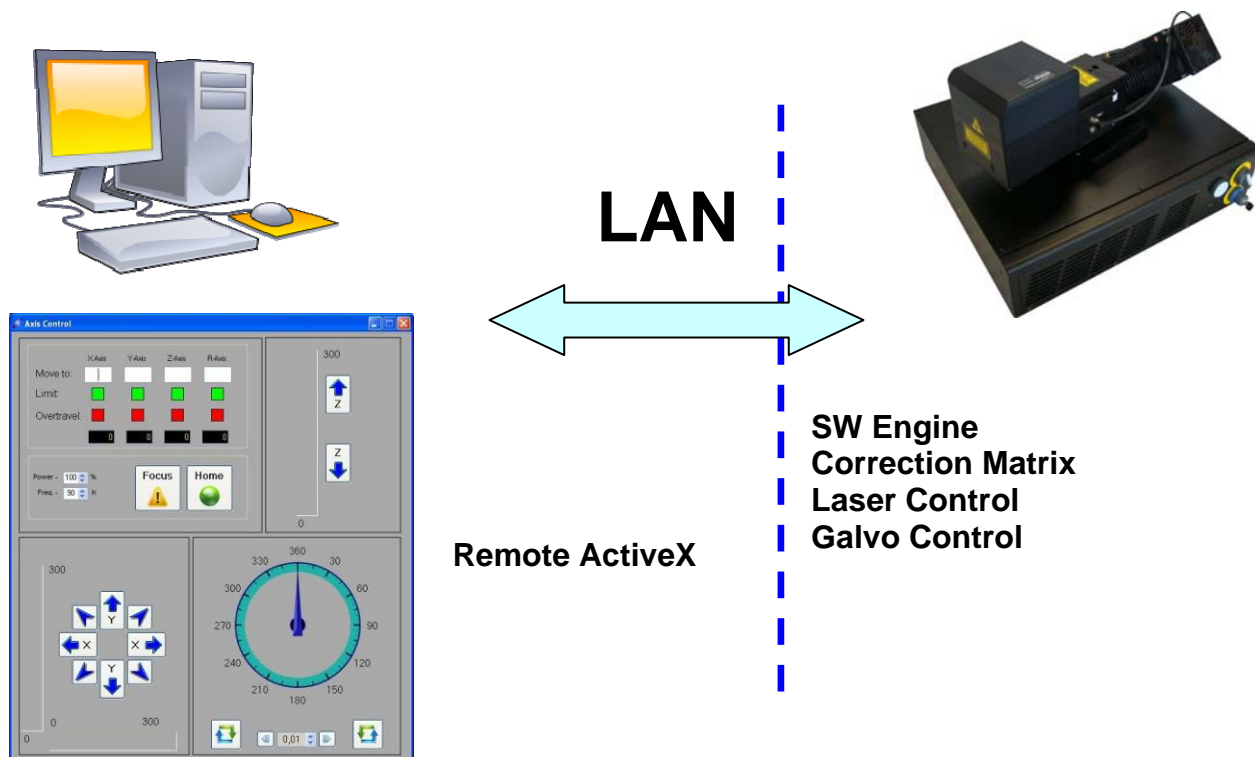 LAN
Axis Control
X-Axis Y-Axis Z-Axis R-Axis
Move to:
Limit:
Overtravel:
0 0 0 0
Power - 100 %
Freq. - 90 K
Focus
Home
300
Z
Z
0
300
Y
X X
Y
0 300
0
360
330 30
300 60
270 90
240 120
210 150
180
0,01
Remote ActiveX
SW Engine
Correction Matrix
Laser Control
Galvo Control